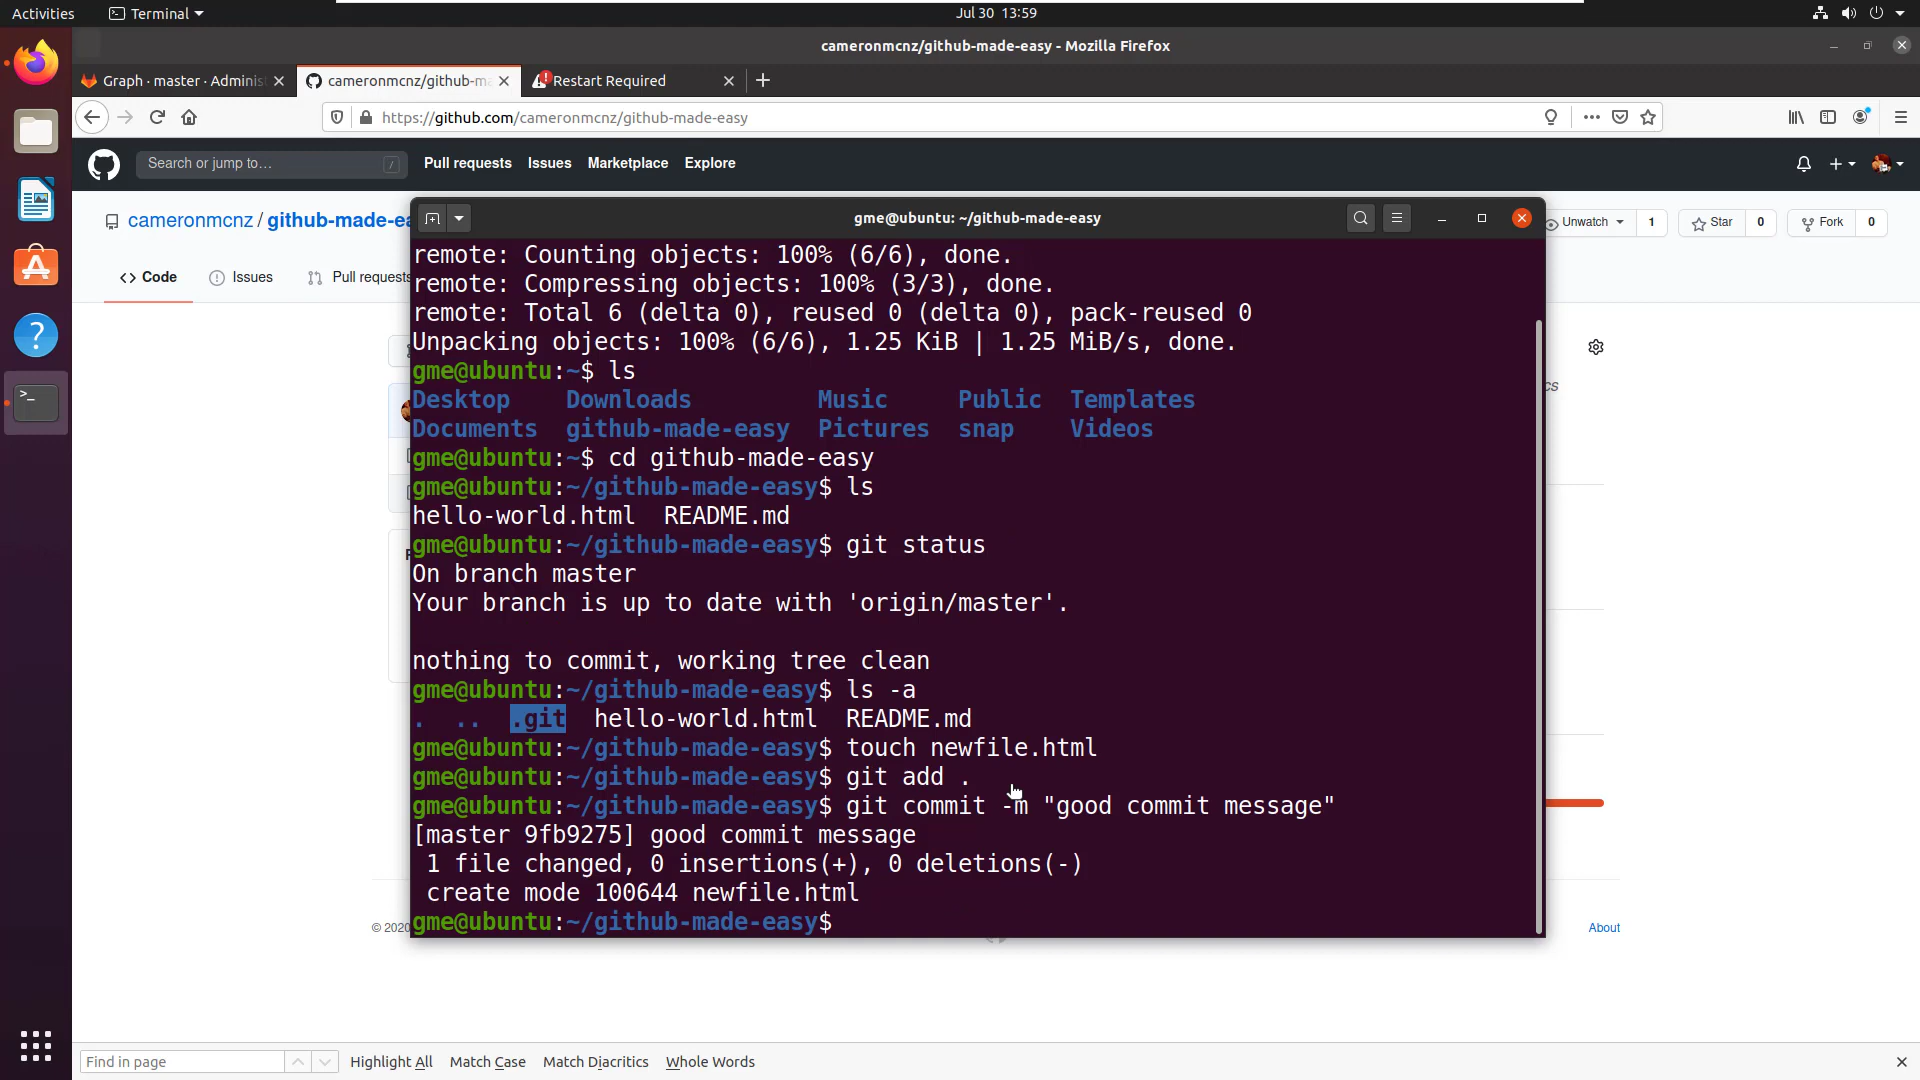 Activities Terminal Jul 30 13:59
cameronmcnz/github-made-easy - Mozilla Firefox
Graph · master · Adminis cameronmcnz/github-ma Restart Required
https://github.com/cameronmcnz/github-made-easy
Search or jump to… / Pull requests Issues Marketplace Explore
cameronmcnz / github-made-ea
Unwatch 1 Star 0 Fork 0
gme@ubuntu: ~/github-made-easy
Code Issues Pull requests
remote: Counting objects: 100% (6/6), done.
remote: Compressing objects: 100% (3/3), done.
remote: Total 6 (delta 0), reused 0 (delta 0), pack-reused 0
Unpacking objects: 100% (6/6), 1.25 KiB | 1.25 MiB/s, done.
gme@ubuntu:~$ ls
Desktop Downloads Music Public Templates
Documents github-made-easy Pictures snap Videos
gme@ubuntu:~$ cd github-made-easy
gme@ubuntu:~/github-made-easy$ ls
hello-world.html README.md
gme@ubuntu:~/github-made-easy$ git status
On branch master
Your branch is up to date with 'origin/master'.
nothing to commit, working tree clean
gme@ubuntu:~/github-made-easy$ ls -a
. .. .git hello-world.html README.md
gme@ubuntu:~/github-made-easy$ touch newfile.html
gme@ubuntu:~/github-made-easy$ git add .
gme@ubuntu:~/github-made-easy$ git commit -m "good commit message"
[master 9fb9275] good commit message
1 file changed, 0 insertions(+), 0 deletions(-)
create mode 100644 newfile.html
gme@ubuntu:~/github-made-easy$
cs
© 2020
About
Find in page Highlight All Match Case Match Diacritics Whole Words